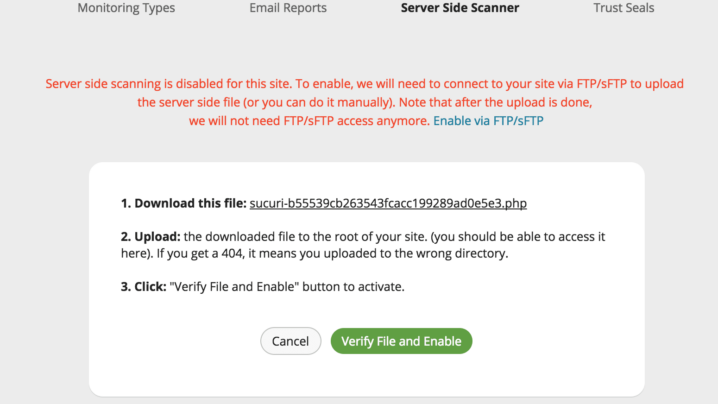 Monitoring Types Email Reports Server Side Scanner Trust Seals
Server side scanning is disabled for this site. To enable, we will need to connect to your site via FTP/sFTP to upload
the server side file (or you can do it manually). Note that after the upload is done,
we will not need FTP/sFTP access anymore. Enable via FTP/sFTP
1. Download this file: sucuri-b55539cb263543fcacc199289ad0e5e3.php
2. Upload: the downloaded file to the root of your site. (you should be able to access it
here). If you get a 404, it means you uploaded to the wrong directory.
3. Click: "Verify File and Enable" button to activate.
Cancel Verify File and Enable